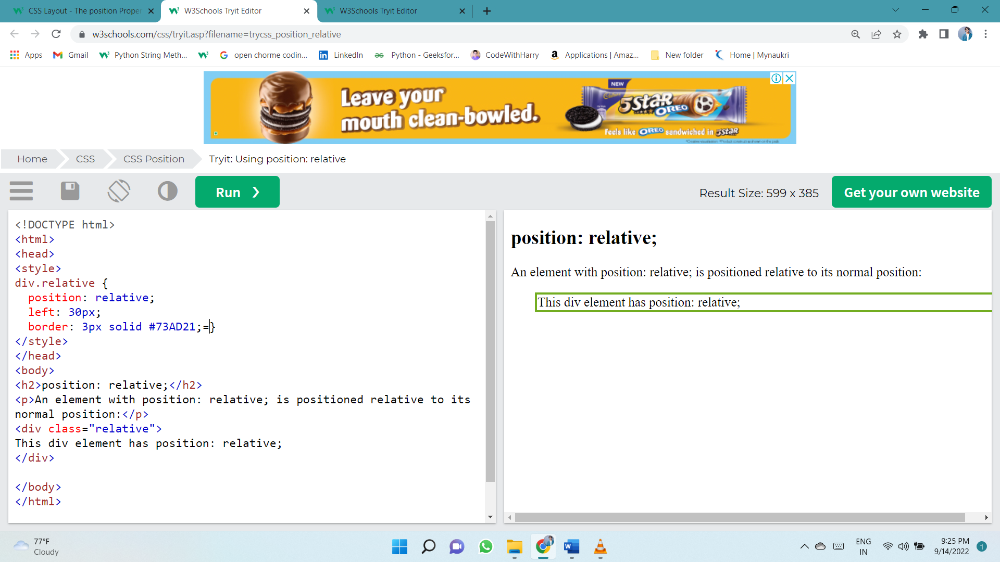 CSS Layout - The position Proper
W3Schools Tryit Editor
W3Schools Tryit Editor
w3schools.com/css/tryit.asp?filename=trycss_position_relative
Apps
Gmail
Python String Meth...
open chorme codin...
LinkedIn
Python - Geeksfor...
CodeWithHarry
Applications | Amaz...
New folder
Home | Mynaukri
Leave your
mouth clean-bowled.
NEW
5STAR
OREO
Feels like OREO sandwiched in 5STAR
Home
CSS
CSS Position
Tryit: Using position: relative
Run ❯
Result Size: 599 x 385
Get your own website
<!DOCTYPE html>
<html>
<head>
<style>
div.relative {
  position: relative;
  left: 30px;
  border: 3px solid #73AD21;=}
</style>
</head>
<body>
<h2>position: relative;</h2>
<p>An element with position: relative; is positioned relative to its
normal position:</p>
<div class="relative">
This div element has position: relative;
</div>
</body>
</html>
position: relative;
An element with position: relative; is positioned relative to its normal position:
This div element has position: relative;
77°F
Cloudy
ENG
IN
9:25 PM
9/14/2022
1